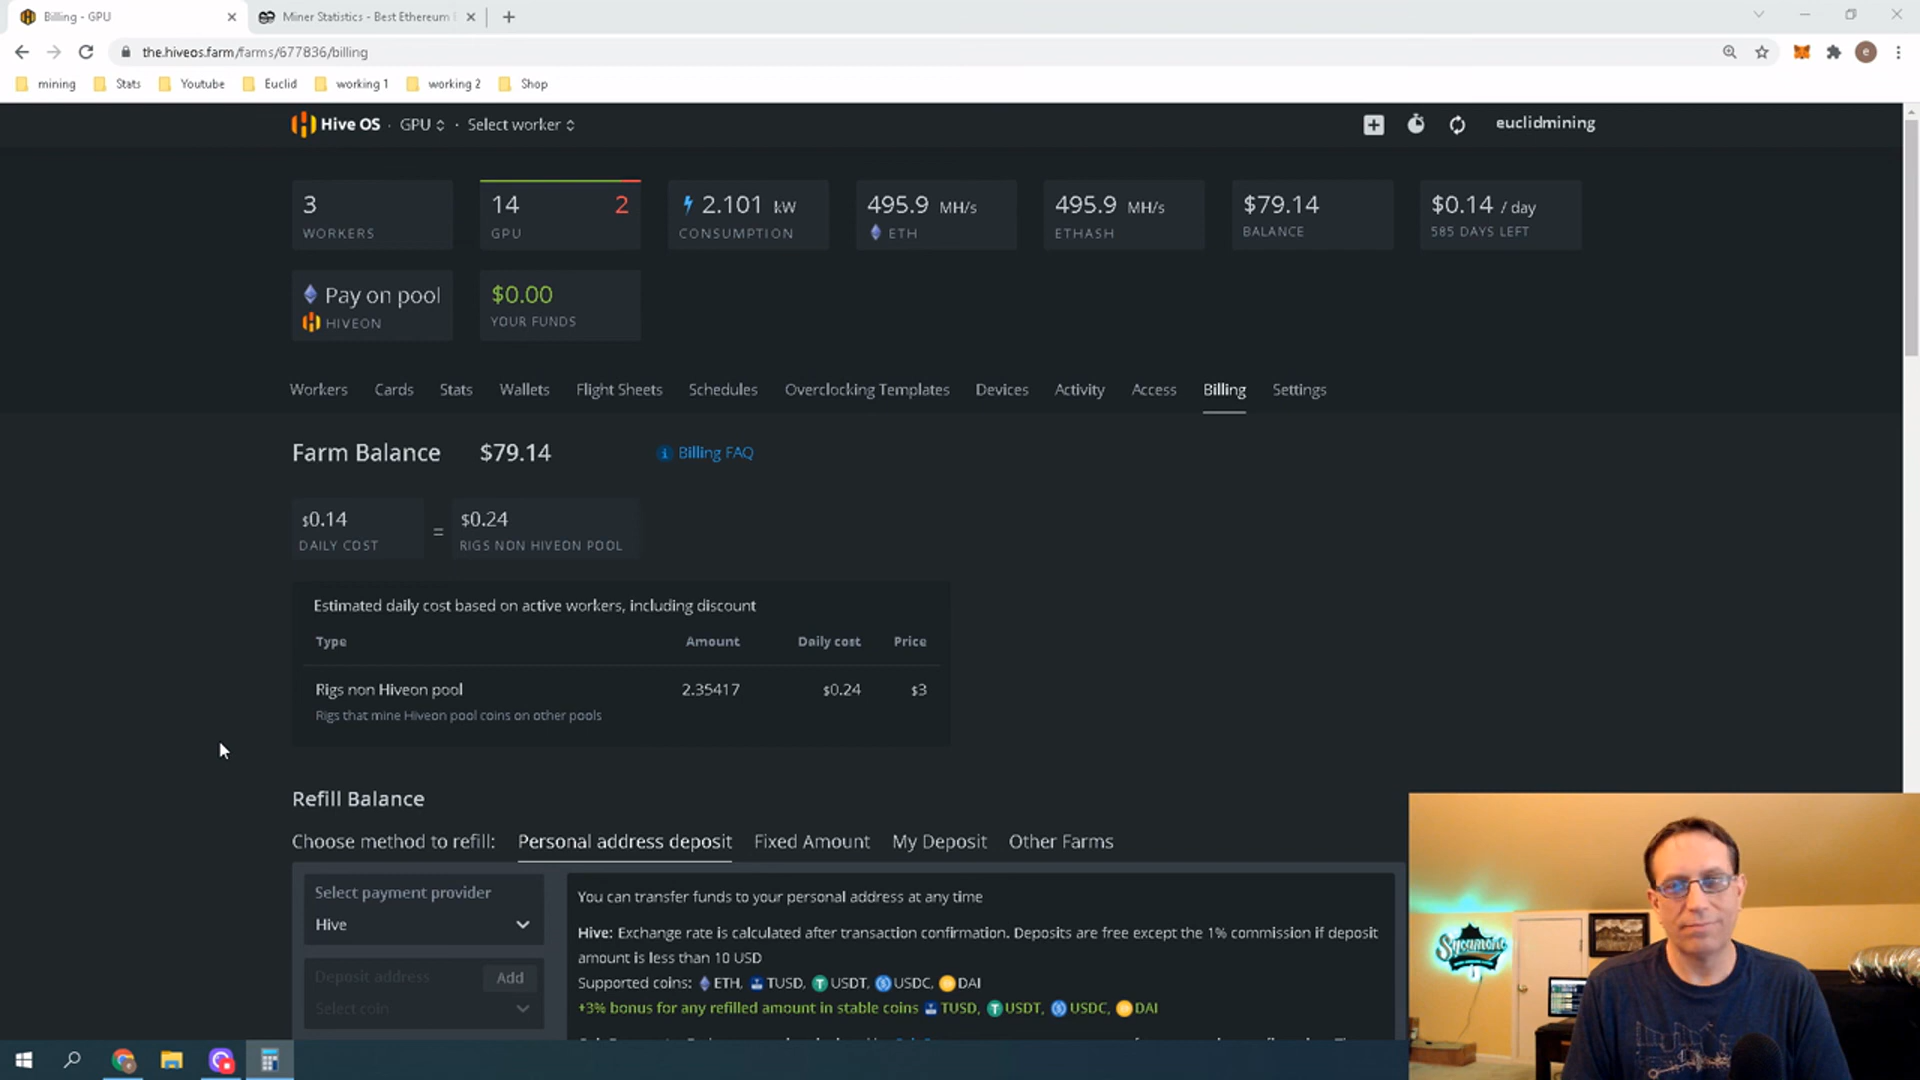 Billing - GPU
Miner Statistics - Best Ethereum
the.hiveos.farm/farms/677836/billing
e
mining
Stats
Youtube
Euclid
working 1
working 2
Shop
Hive OS · GPU · Select worker
euclidmining
3
WORKERS
14 2
GPU
2.101 kW
CONSUMPTION
495.9 MH/s
ETH
495.9 MH/s
ETHASH
$79.14
BALANCE
$0.14 / day
585 DAYS LEFT
Pay on pool
HIVEON
$0.00
YOUR FUNDS
Workers Cards Stats Wallets Flight Sheets Schedules Overclocking Templates Devices Activity Access Billing Settings
Farm Balance $79.14 Billing FAQ
$0.14
DAILY COST
=
$0.24
RIGS NON HIVEON POOL
Estimated daily cost based on active workers, including discount
Type Amount Daily cost Price
Rigs non Hiveon pool 2.35417 $0.24 $3
Rigs that mine Hiveon pool coins on other pools
Refill Balance
Choose method to refill: Personal address deposit Fixed Amount My Deposit Other Farms
Select payment provider
Hive
Deposit address Add
Select coin
You can transfer funds to your personal address at any time
Hive: Exchange rate is calculated after transaction confirmation. Deposits are free except the 1% commission if deposit
amount is less than 10 USD
Supported coins: ETH, TUSD, USDT, USDC, DAI
+3% bonus for any refilled amount in stable coins TUSD, USDT, USDC, DAI
Sycamore